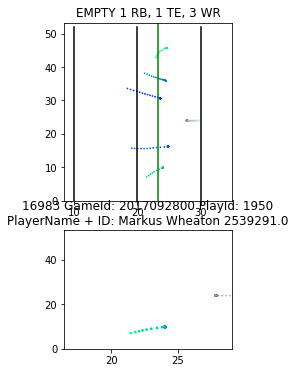 EMPTY 1 RB, 1 TE, 3 WR
50
40
30
20
10
0
10 20 30
16983 GameId: 2017092800 PlayId: 1950
PlayerName + ID: Markus Wheaton 2539291.0
40
20
0
20 25